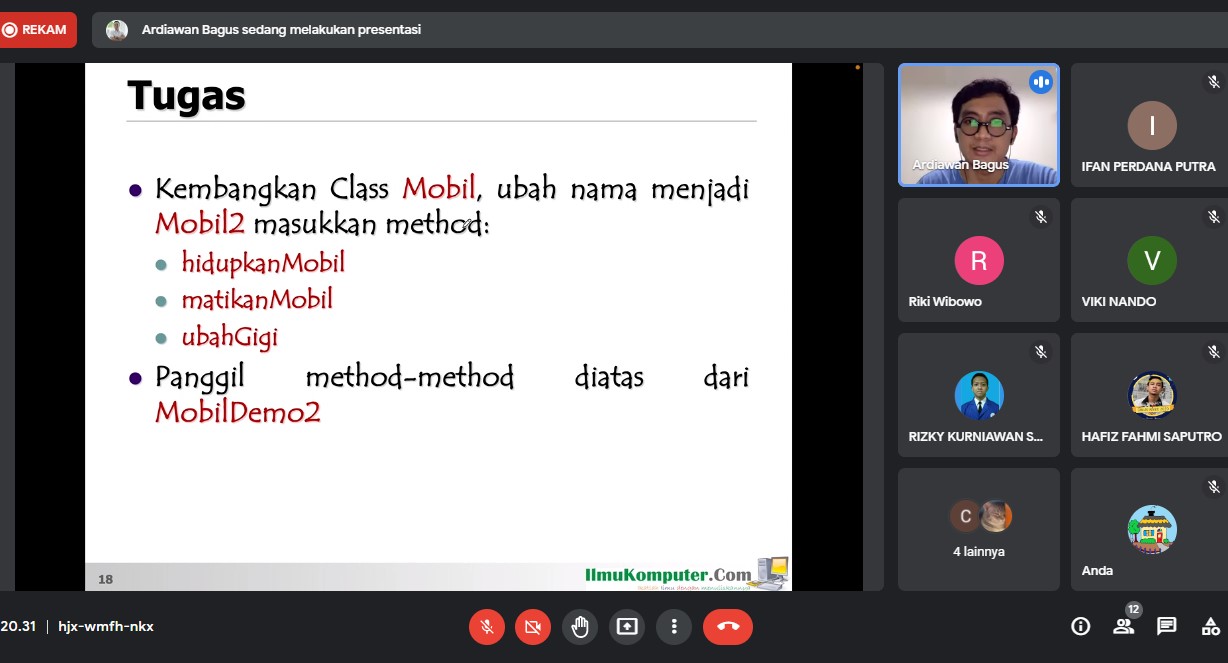 REKAM
Ardiawan Bagus sedang melakukan presentasi
Tugas
Kembangkan Class Mobil, ubah nama menjadi
Mobil2 masukkan method:
hidupkanMobil
matikanMobil
ubahGigi
Panggil method-method diatas dari
MobilDemo2
18
IlmuKomputer.Com
Ardiawan Bagus
I
IFAN PERDANA PUTRA
R
Riki Wibowo
V
VIKI NANDO
RIZKY KURNIAWAN S...
HAFIZ FAHMI SAPUTRO
C
4 lainnya
Anda
20.31 | hjx-wmfh-nkx
12